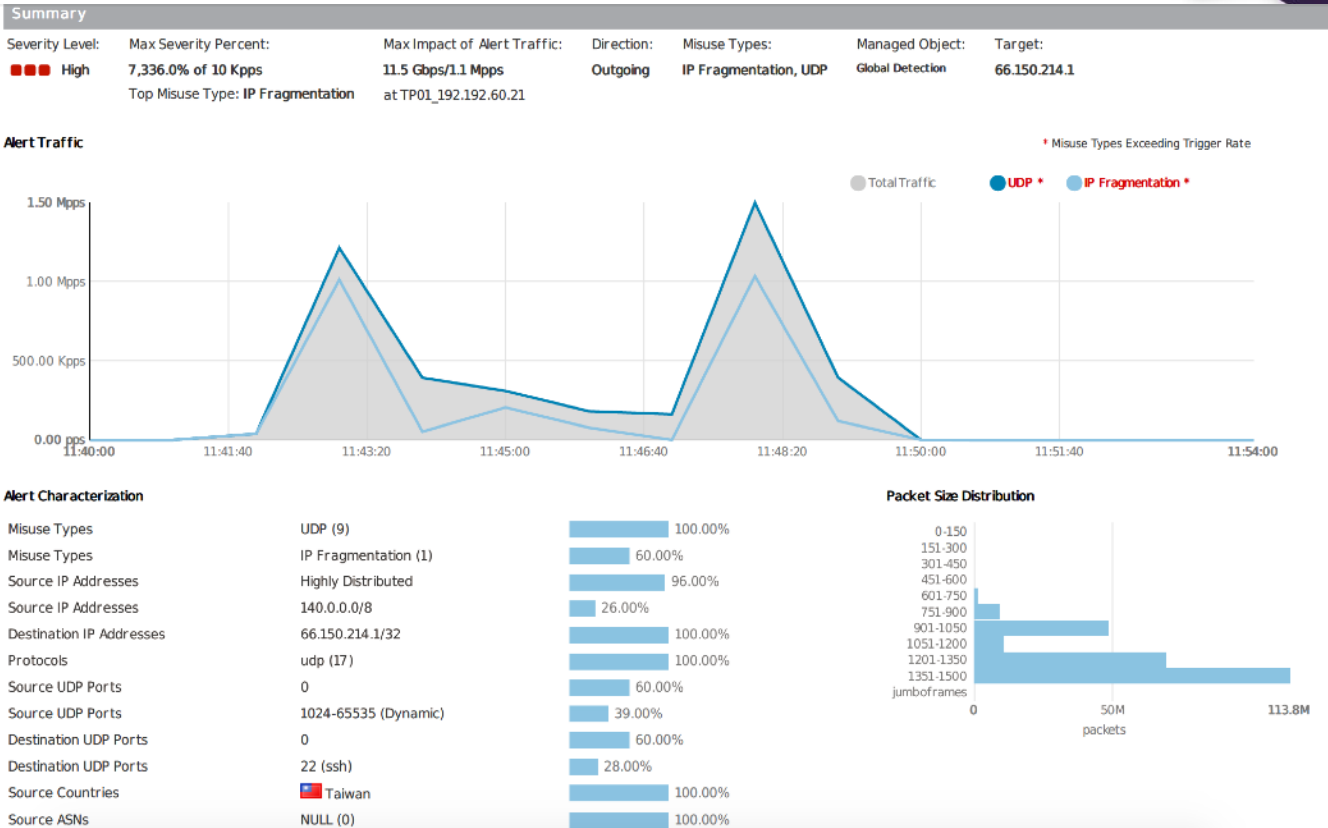 Summary
Severity Level: Max Severity Percent: Max Impact of Alert Traffic: Direction: Misuse Types: Managed Object: Target:
High 7,336.0% of 10 Kpps 11.5 Gbps/1.1 Mpps Outgoing IP Fragmentation, UDP Global Detection 66.150.214.1
Top Misuse Type: IP Fragmentation at TP01_192.192.60.21
Alert Traffic * Misuse Types Exceeding Trigger Rate
Total Traffic UDP * IP Fragmentation *
1.50 Mpps
1.00 Mpps
500.00 Kpps
0.00 pps
11:40:00 11:41:40 11:43:20 11:45:00 11:46:40 11:48:20 11:50:00 11:51:40 11:54:00
Alert Characterization
Misuse Types UDP (9) 100.00%
Misuse Types IP Fragmentation (1) 60.00%
Source IP Addresses Highly Distributed 96.00%
Source IP Addresses 140.0.0.0/8 26.00%
Destination IP Addresses 66.150.214.1/32 100.00%
Protocols udp (17) 100.00%
Source UDP Ports 0 60.00%
Source UDP Ports 1024-65535 (Dynamic) 39.00%
Destination UDP Ports 0 60.00%
Destination UDP Ports 22 (ssh) 28.00%
Source Countries Taiwan 100.00%
Source ASNs NULL (0) 100.00%
Packet Size Distribution
0-150
151-300
301-450
451-600
601-750
751-900
901-1050
1051-1200
1201-1350
1351-1500
jumboframes
0 50M 113.8M
packets